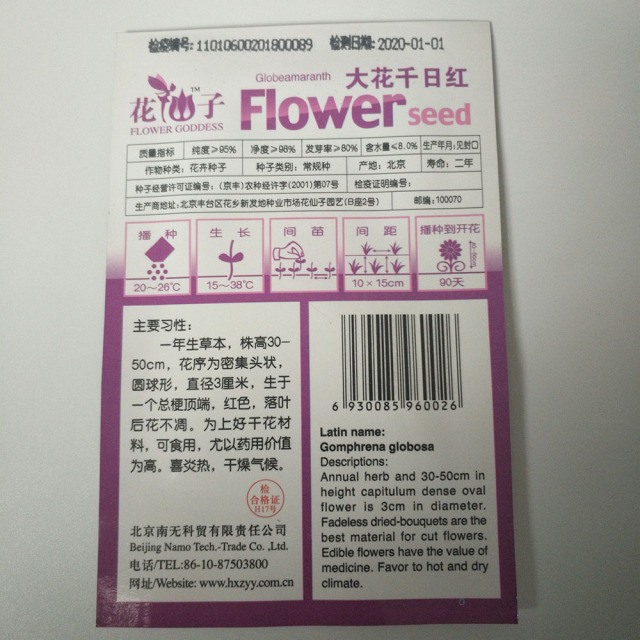 检疫编号: 11010600201800089 检测日期: 2020-01-01
Globeamaranth 大花千日红
花仙子™ Flower seed
FLOWER GODDESS
质量指标 纯度≥95% 净度≥98% 发芽率≥80% 含水量≤8.0% 生产年月:见封口
作物种类: 花卉种子 种子类别: 常规种 产地: 北京 寿命: 二年
种子经营许可证编号: (京丰)农种经许字(2001)第07号 检疫证明编号:
生产商地址:北京丰台区花乡新发地种业市场花仙子园艺(B座2号) 邮编:100070
播种 生长 间苗 间距 播种到开花
30-50cm
20~26℃ 15~38℃ 10×15cm 90天
主要习性:
一年生草本，株高30-
50cm，花序为密集头状，
圆球形，直径3厘米，生于
一个总梗顶端，红色，落叶
后花不凋。为上好干花材
料，可食用，尤以药用价值
为高。喜炎热，干燥气候。
检
合格证
H17号
北京南无科贸有限责任公司
Beijing Namo Tech.-Trade Co. ,Ltd.
电话/TEL:86-10-87503800
网址/Website: www.hxzyy.com.cn
6 930085 960026
Latin name:
Gomphrena globosa
Descriptions:
Annual herb and 30-50cm in
height capitulum dense oval
flower is 3cm in diameter.
Fadeless dried-bouquets are the
best material for cut flowers.
Edible flowers have the value of
medicine. Favor to hot and dry
climate.